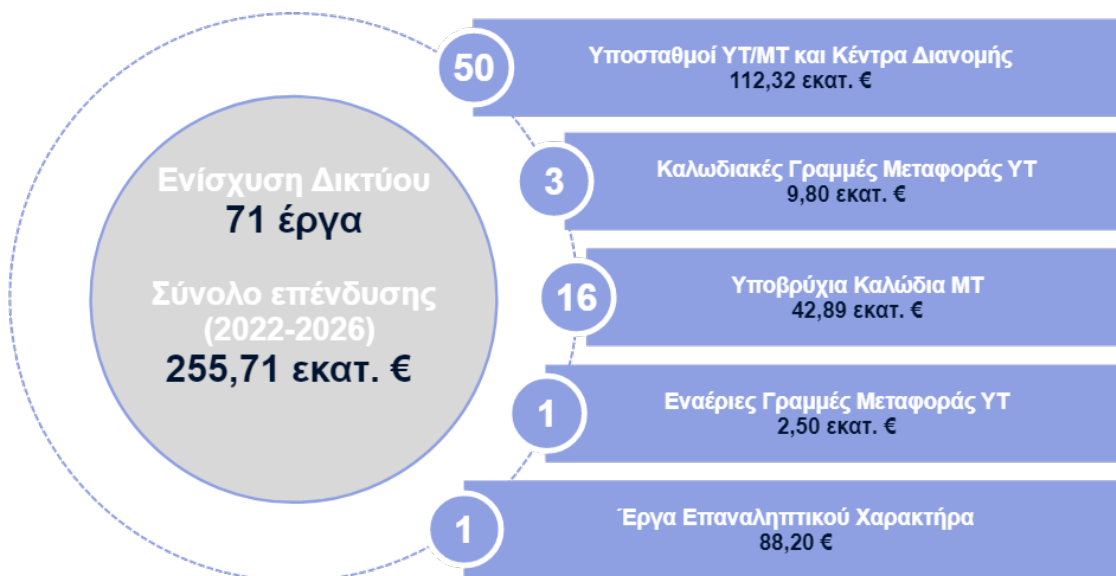 Ενίσχυση Δικτύου
71 έργα
Σύνολο επένδυσης
(2022-2026)
255,71 εκατ. €
50
Υποσταθμοί ΥΤ/ΜΤ και Κέντρα Διανομής
112,32 εκατ. €
3
Καλωδιακές Γραμμές Μεταφοράς ΥΤ
9,80 εκατ. €
16
Υποβρύχια Καλώδια ΜΤ
42,89 εκατ. €
1
Εναέριες Γραμμές Μεταφοράς ΥΤ
2,50 εκατ. €
1
Έργα Επαναληπτικού Χαρακτήρα
88,20 €